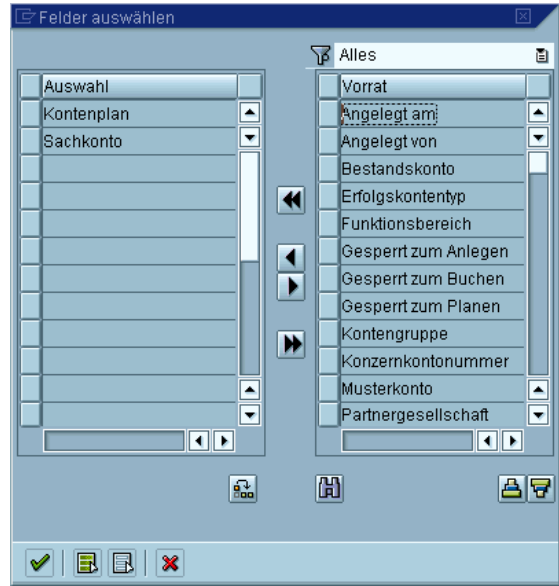 Felder auswählen
Alles
Auswahl
Kontenplan
Sachkonto
Vorrat
Angelegt am
Angelegt von
Bestandskonto
Erfolgskontentyp
Funktionsbereich
Gesperrt zum Anlegen
Gesperrt zum Buchen
Gesperrt zum Planen
Kontengruppe
Konzernkontonummer
Musterkonto
Partnergesellschaft